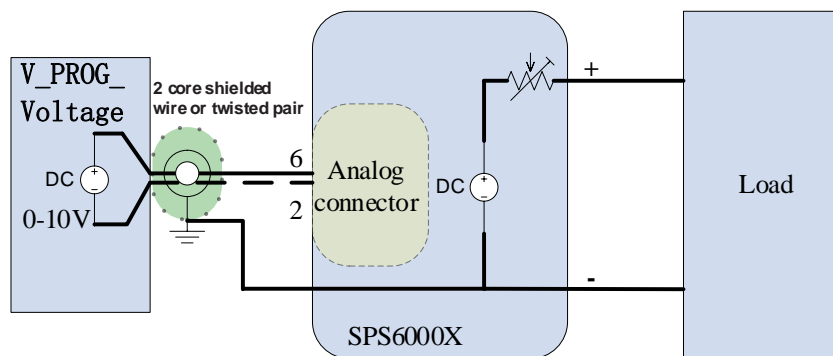 V_PROG_
Voltage
2 core shielded
wire or twisted pair
DC
0-10V
6
2
Analog
connector
DC
+
-
SPS6000X
Load